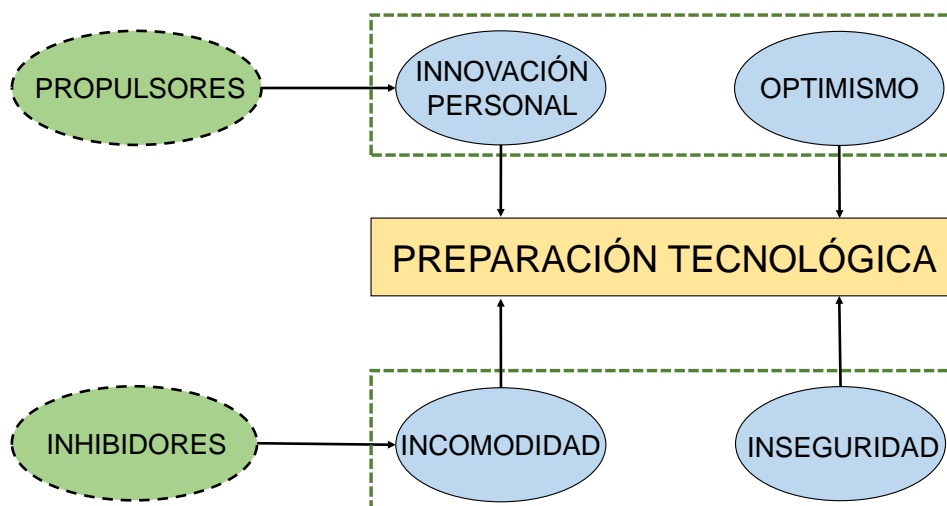 PROPULSORES
INNOVACIÓN
PERSONAL
OPTIMISMO
PREPARACIÓN TECNOLÓGICA
INHIBIDORES
INCOMODIDAD
INSEGURIDAD